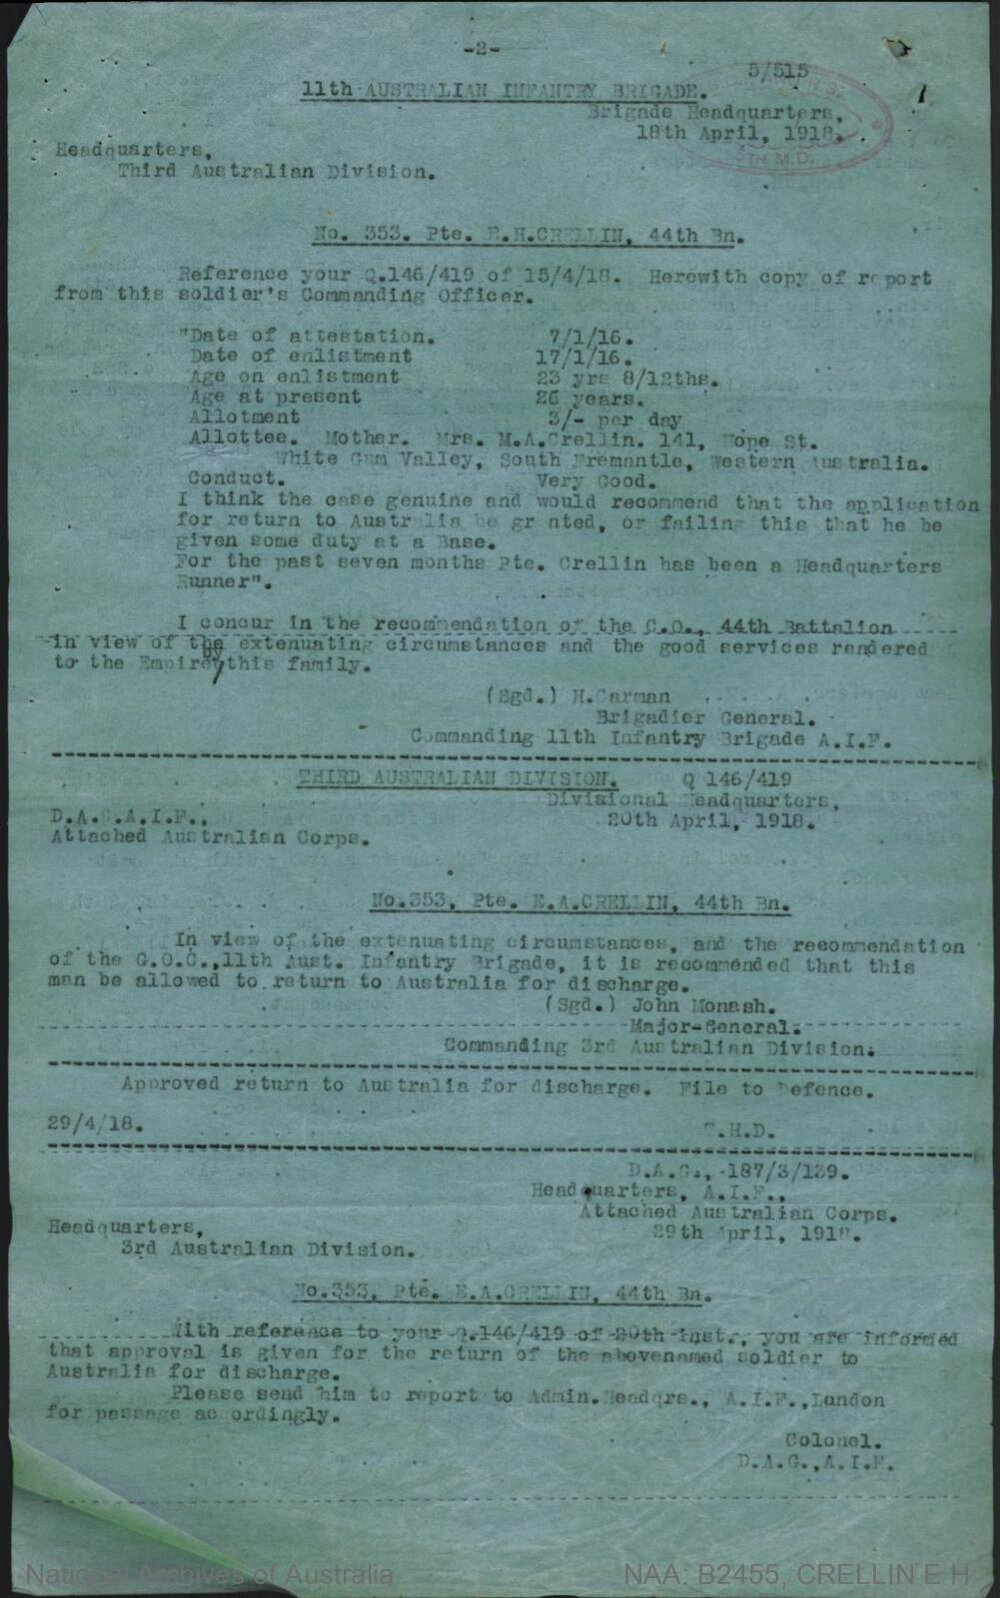 -2-
5/515
11th AUSTRALIAN INFANTRY BRIGADE.
Brigade Headquarters,
18th April, 1918.
5TH M.D.
Headquarters,
Third Australian Division.
No. 353. Pte. E.H.CRELLIN, 44th Bn.
Reference your Q.146/419 of 15/4/18. Herewith copy of report
from this soldier's Commanding Officer.
"Date of attestation. 7/1/16.
Date of enlistment 17/1/16.
Age on enlistment 23 yrs 8/12ths.
Age at present 26 years.
Allotment 3/- per day
Allottee. Mother. Mrs. M.A.Crellin. 141, Hope St.
White Gum Valley, South Fremantle, Western Australia.
Conduct. Very Good.
I think the case genuine and would recommend that the application
for return to Australia be granted, or failing this that he be
given some duty at a Base.
For the past seven months Pte. Crellin has been a Headquarters
Runner".
I concur in the recommendation of the C.O., 44th Battalion
in view of the extenuating circumstances and the good services rendered
to the Empire by this family.
(Sgd.) H.Carman
Brigadier General.
Commanding 11th Infantry Brigade A.I.F.
THIRD AUSTRALIAN DIVISION. Q 146/419
Divisional Headquarters,
20th April, 1918.
D.A.G.A.I.F.,
Attached Australian Corps.
No.353, Pte. E.A.CRELLIN, 44th Bn.
In view of the extenuating circumstances, and the recommendation
of the G.O.C.,11th Aust. Infantry Brigade, it is recommended that this
man be allowed to return to Australia for discharge.
(Sgd.) John Monash.
Major-General.
Commanding 3rd Australian Division.
Approved return to Australia for discharge. File to Defence.
29/4/18.
T.H.D.
D.A.G., 187/3/139.
Headquarters, A.I.F.,
Attached Australian Corps.
29th April, 1918.
Headquarters,
3rd Australian Division.
No.353, Pte. E.A.CRELLIN, 44th Bn.
With reference to your Q.146/419 of 20th inst., you are informed
that approval is given for the return of the abovenamed soldier to
Australia for discharge.
Please send him to report to Admin.Headqrs., A.I.F.,London
for passage accordingly.
Colonel.
D.A.G.,A.I.F.
National Archives of Australia
NAA: B2455, CRELLIN E H